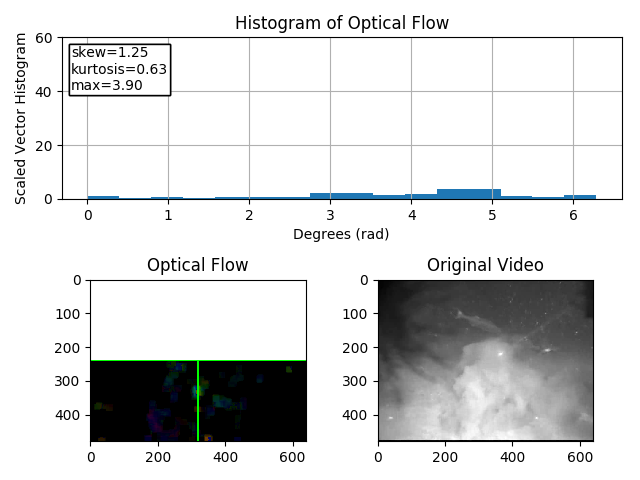 Histogram of Optical Flow
skew=1.25
kurtosis=0.63
max=3.90
Scaled Vector Histogram
60
40
20
0
0 1 2 3 4 5 6
Degrees (rad)
Optical Flow
0
100
200
300
400
0 200 400 600
Original Video
0
100
200
300
400
0 200 400 600